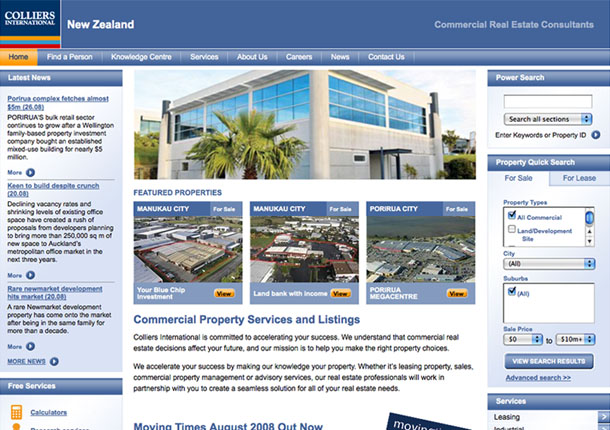 COLLIERS
INTERNATIONAL
New Zealand
Commercial Real Estate Consultants
Home
Find a Person
Knowledge Centre
Services
About Us
Careers
News
Contact Us
Latest News
Porirua complex fetches almost
$5m (26.08)
PORIRUA'S bulk retail sector
continues to grow after a Wellington
family-based property investment
company bought an established
mixed-use building for nearly $5
million.
More
Keen to build despite crunch
(20.08)
Declining vacancy rates and
shrinking levels of existing office
space have created a rush of
proposals from developers planning
to bring more than 250,000 sq m of
new space to Auckland's
metropolitan office market in the
next three years.
More
Rare newmarket development
hits market (20.08)
A rare Newmarket development
property has come onto the market
after being in the same family for
more than a decade.
More
MORE NEWS
Free Services
Calculators
Research services
FEATURED PROPERTIES
MANUKAU CITY
For Sale
Your Blue Chip
Investment
View
MANUKAU CITY
For Sale
Land bank with income
View
PORIRUA CITY
For Sale
PORIRUA
MEGACENTRE
View
Commercial Property Services and Listings
Colliers International is committed to accelerating your success. We understand that commercial real
estate decisions affect your future, and our mission is to help you make the right property choices.
We accelerate your success by making our knowledge your property. Whether it's leasing property, sales,
commercial property management or advisory services, our real estate professionals will work in
partnership with you to create a seamless solution for all of your real estate needs.
Moving Times August 2008 Out Now
moving
Power Search
Search all sections
Enter Keywords or Property ID
Property Quick Search
For Sale
For Lease
Property Types
All Commercial
Land/Development
Site
City
(All)
Suburbs
(All)
Sale Price
$0
to
$10m+
VIEW SEARCH RESULTS
Advanced search >>
Services
Leasing
Industrial